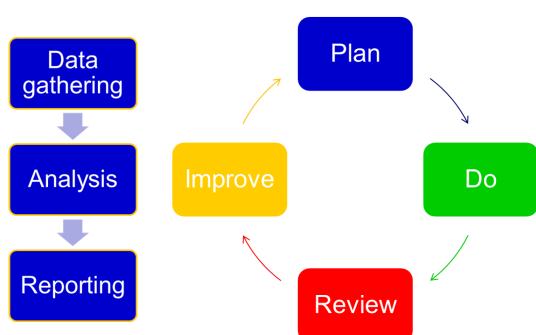 Data
gathering
Analysis
Reporting
Plan
Do
Review
Improve